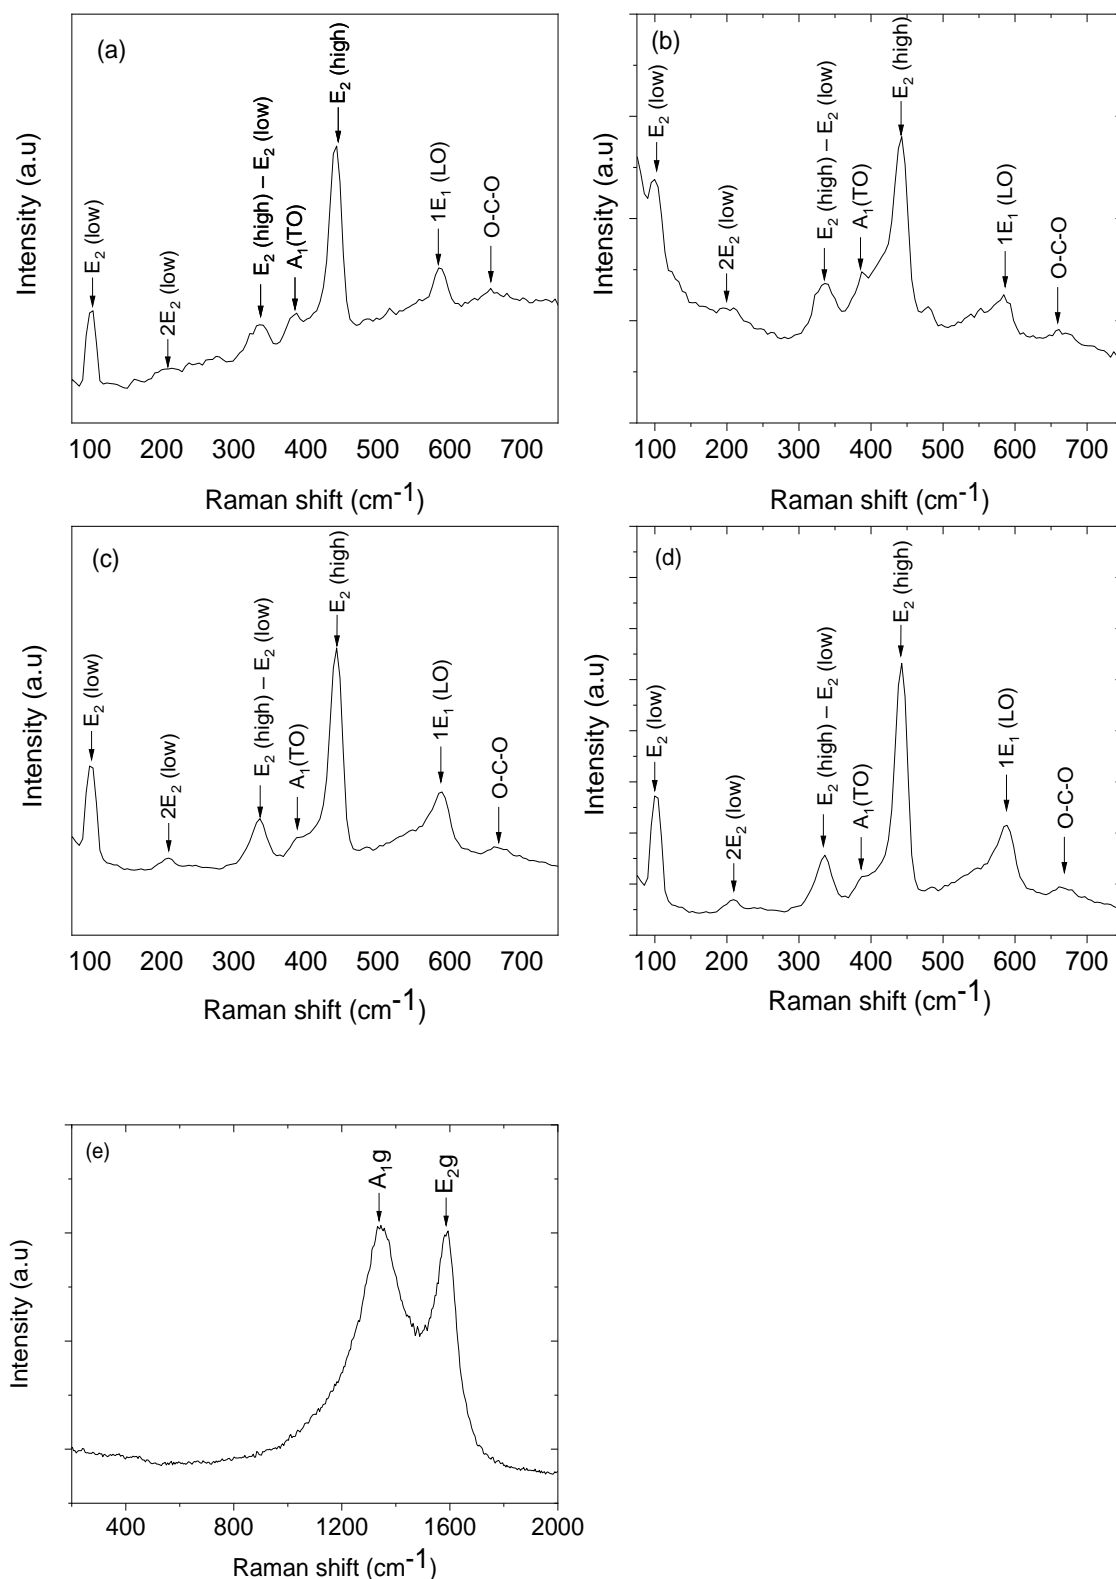 (a)
Intensity (a.u)
E₂ (low)
2E₂ (low)
E₂ (high) – E₂ (low)
A₁(TO)
E₂ (high)
1E₁ (LO)
O-C-O
100 200 300 400 500 600 700
Raman shift (cm⁻¹)
(b)
Intensity (a.u)
E₂ (low)
2E₂ (low)
E₂ (high) – E₂ (low)
A₁(TO)
E₂ (high)
1E₁ (LO)
O-C-O
100 200 300 400 500 600 700
Raman shift (cm⁻¹)
(c)
Intensity (a.u)
E₂ (low)
2E₂ (low)
E₂ (high) – E₂ (low)
A₁(TO)
E₂ (high)
1E₁ (LO)
O-C-O
100 200 300 400 500 600 700
Raman shift (cm⁻¹)
(d)
Intensity (a.u)
E₂ (low)
2E₂ (low)
E₂ (high) – E₂ (low)
A₁(TO)
E₂ (high)
1E₁ (LO)
O-C-O
100 200 300 400 500 600 700
Raman shift (cm⁻¹)
(e)
Intensity (a.u)
A₁g
E₂g
400 800 1200 1600 2000
Raman shift (cm⁻¹)